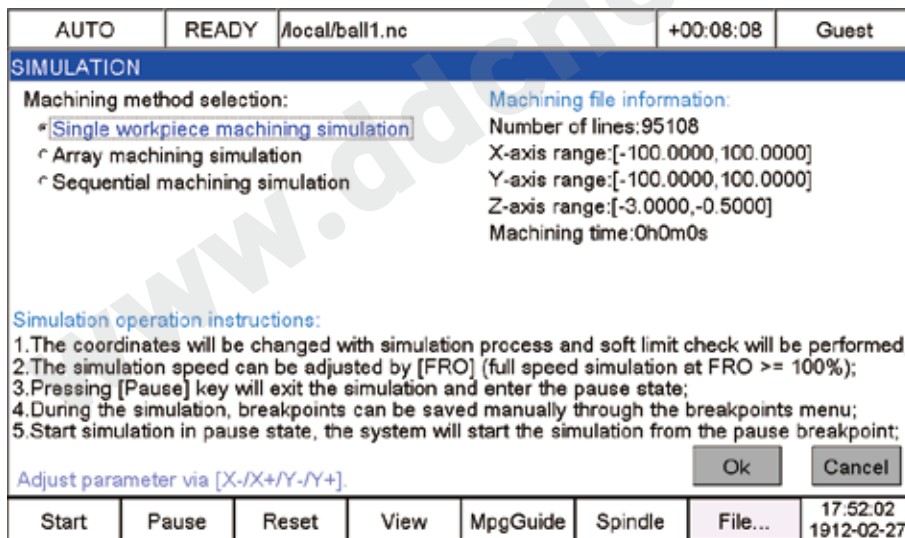 AUTO READY /local/ball1.nc +00:08:08 Guest
SIMULATION
Machining method selection:
Single workpiece machining simulation
Array machining simulation
Sequential machining simulation
Machining file information:
Number of lines:95108
X-axis range:[-100.0000,100.0000]
Y-axis range:[-100.0000,100.0000]
Z-axis range:[-3.0000,-0.5000]
Machining time:0h0m0s
Simulation operation instructions:
1.The coordinates will be changed with simulation process and soft limit check will be performed
2.The simulation speed can be adjusted by [FRO] (full speed simulation at FRO >= 100%);
3.Pressing [Pause] key will exit the simulation and enter the pause state;
4.During the simulation, breakpoints can be saved manually through the breakpoints menu;
5.Start simulation in pause state, the system will start the simulation from the pause breakpoint;
Ok Cancel
Adjust parameter via [X-/X+/Y-/Y+].
Start Pause Reset View MpgGuide Spindle File... 17:52:02
1912-02-27
www.ddcnc